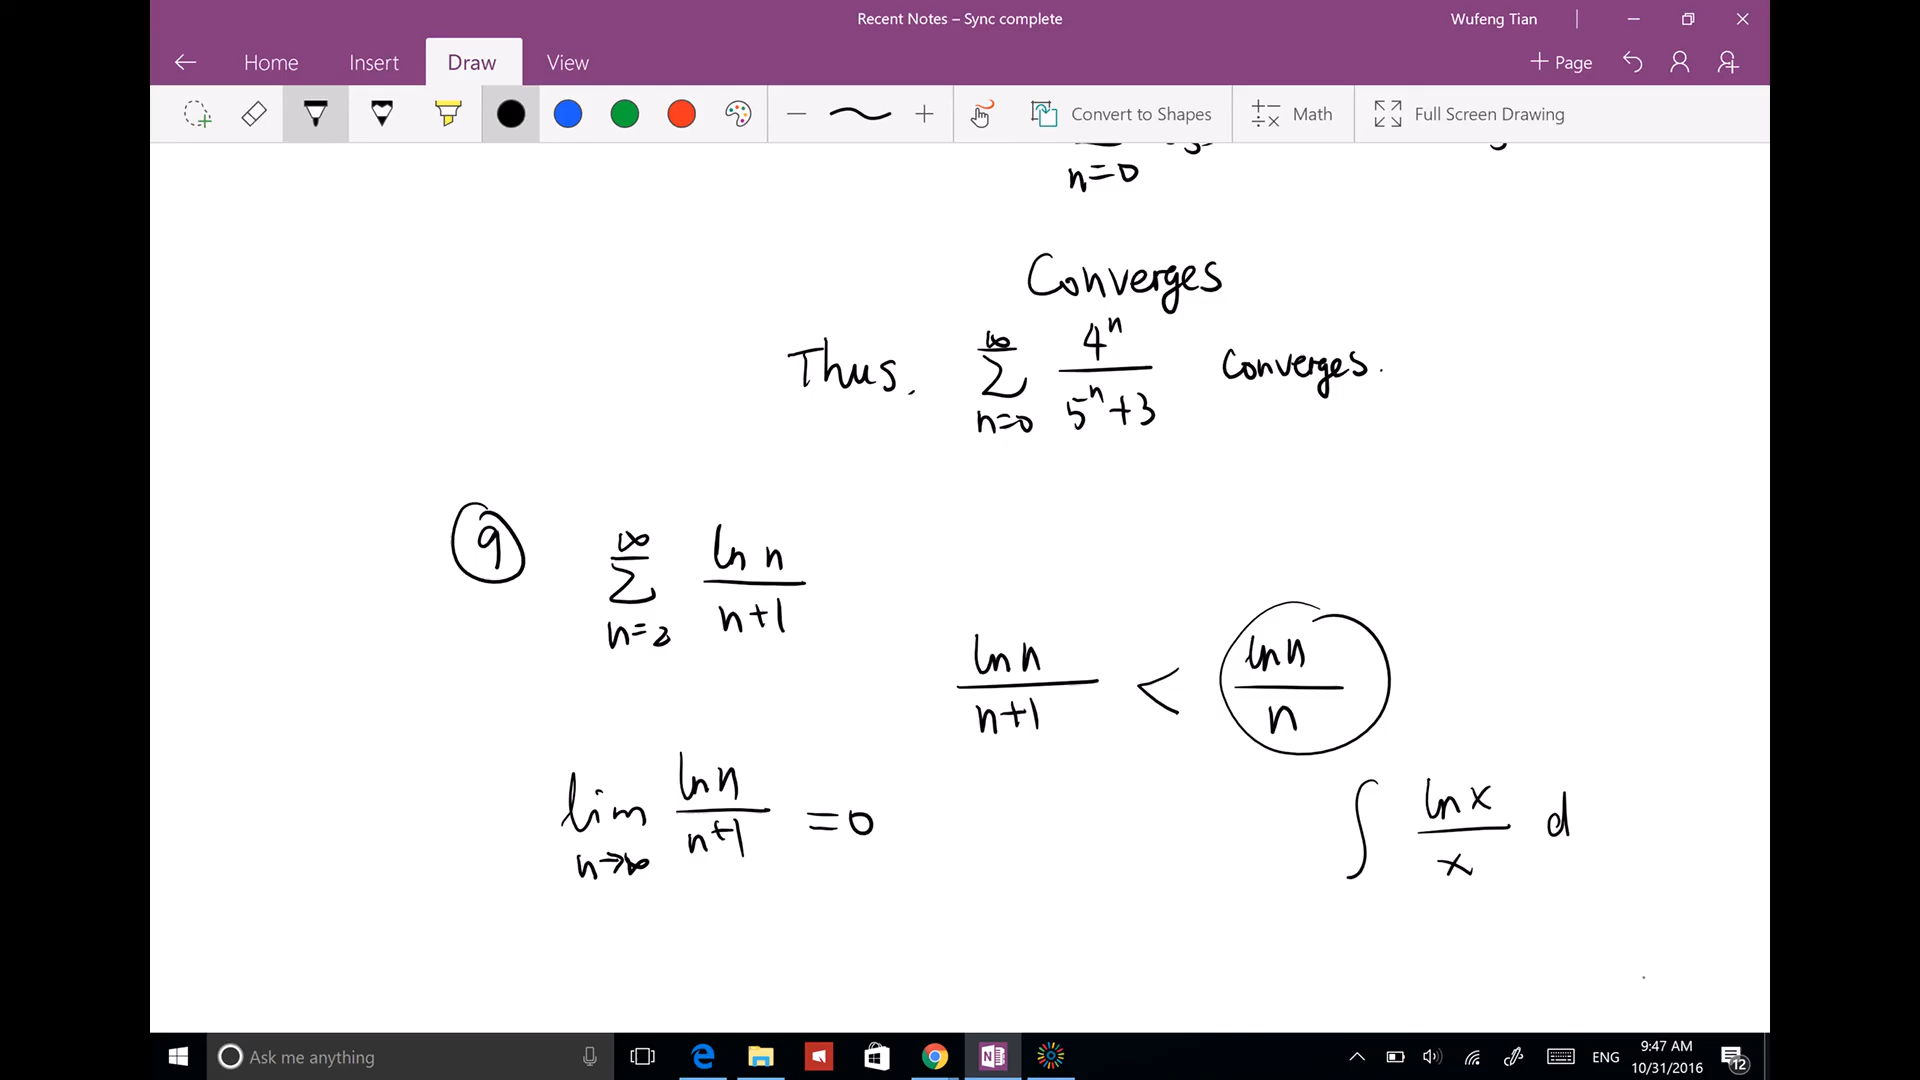 Recent Notes – Sync complete
Wufeng Tian
Home Insert Draw View
Page
Convert to Shapes
Math
Full Screen Drawing
n=0
Converges
Thus. ∞ ∑ n=0 4^n / 5^n+3 Converges.
9 ∞ ∑ n=2 ln n / n+1
ln n / n+1 < ln n / n
lim n→∞ ln n / n+1 =0
∫ ln x / x d
Ask me anything
ENG
9:47 AM
10/31/2016
12